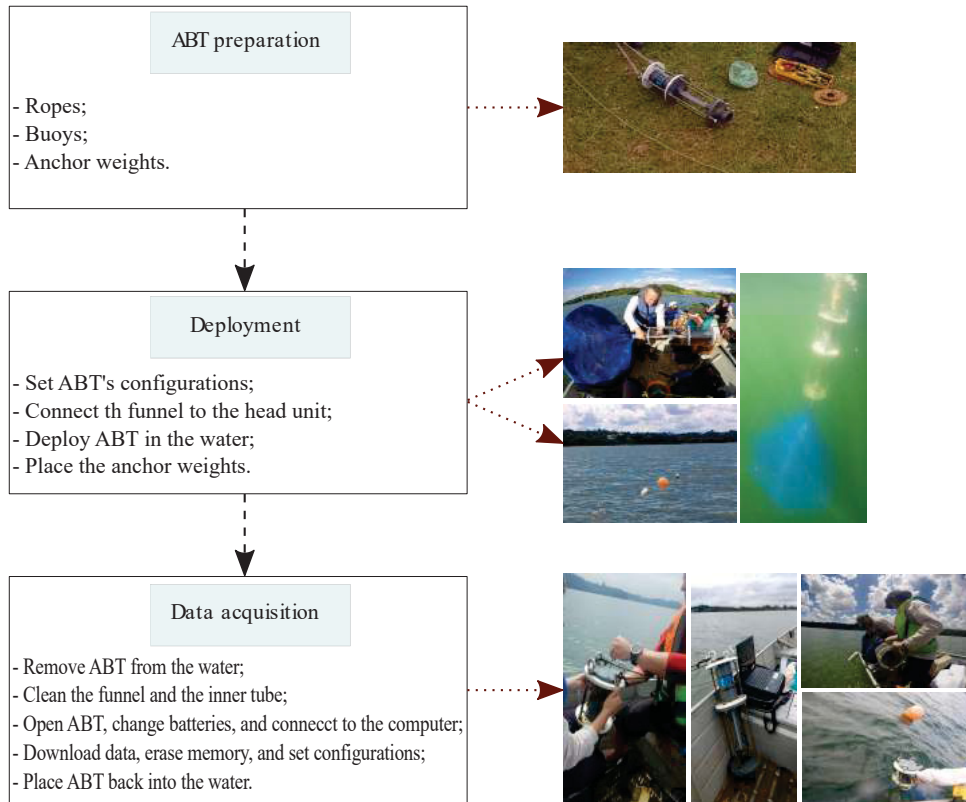 ABT preparation
- Ropes;
- Buoys;
- Anchor weights.
Deployment
- Set ABT's configurations;
- Connect th funnel to the head unit;
- Deploy ABT in the water;
- Place the anchor weights.
Data acquisition
- Remove ABT from the water;
- Clean the funnel and the inner tube;
- Open ABT, change batteries, and connecct to the computer;
- Download data, erase memory, and set configurations;
- Place ABT back into the water.